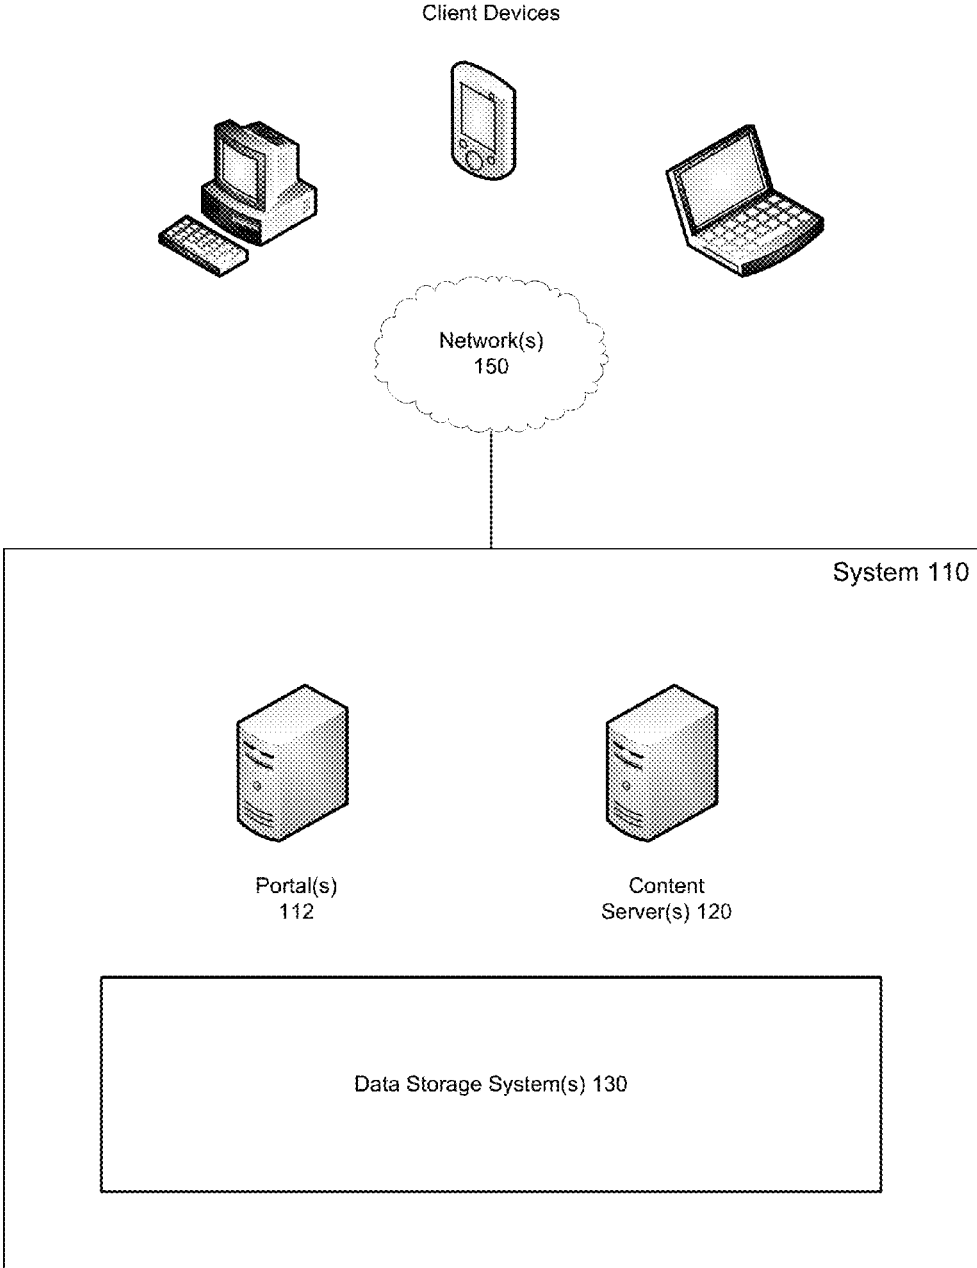 Client Devices
Network(s)
150
System 110
Portal(s)
112
Content
Server(s) 120
Data Storage System(s) 130